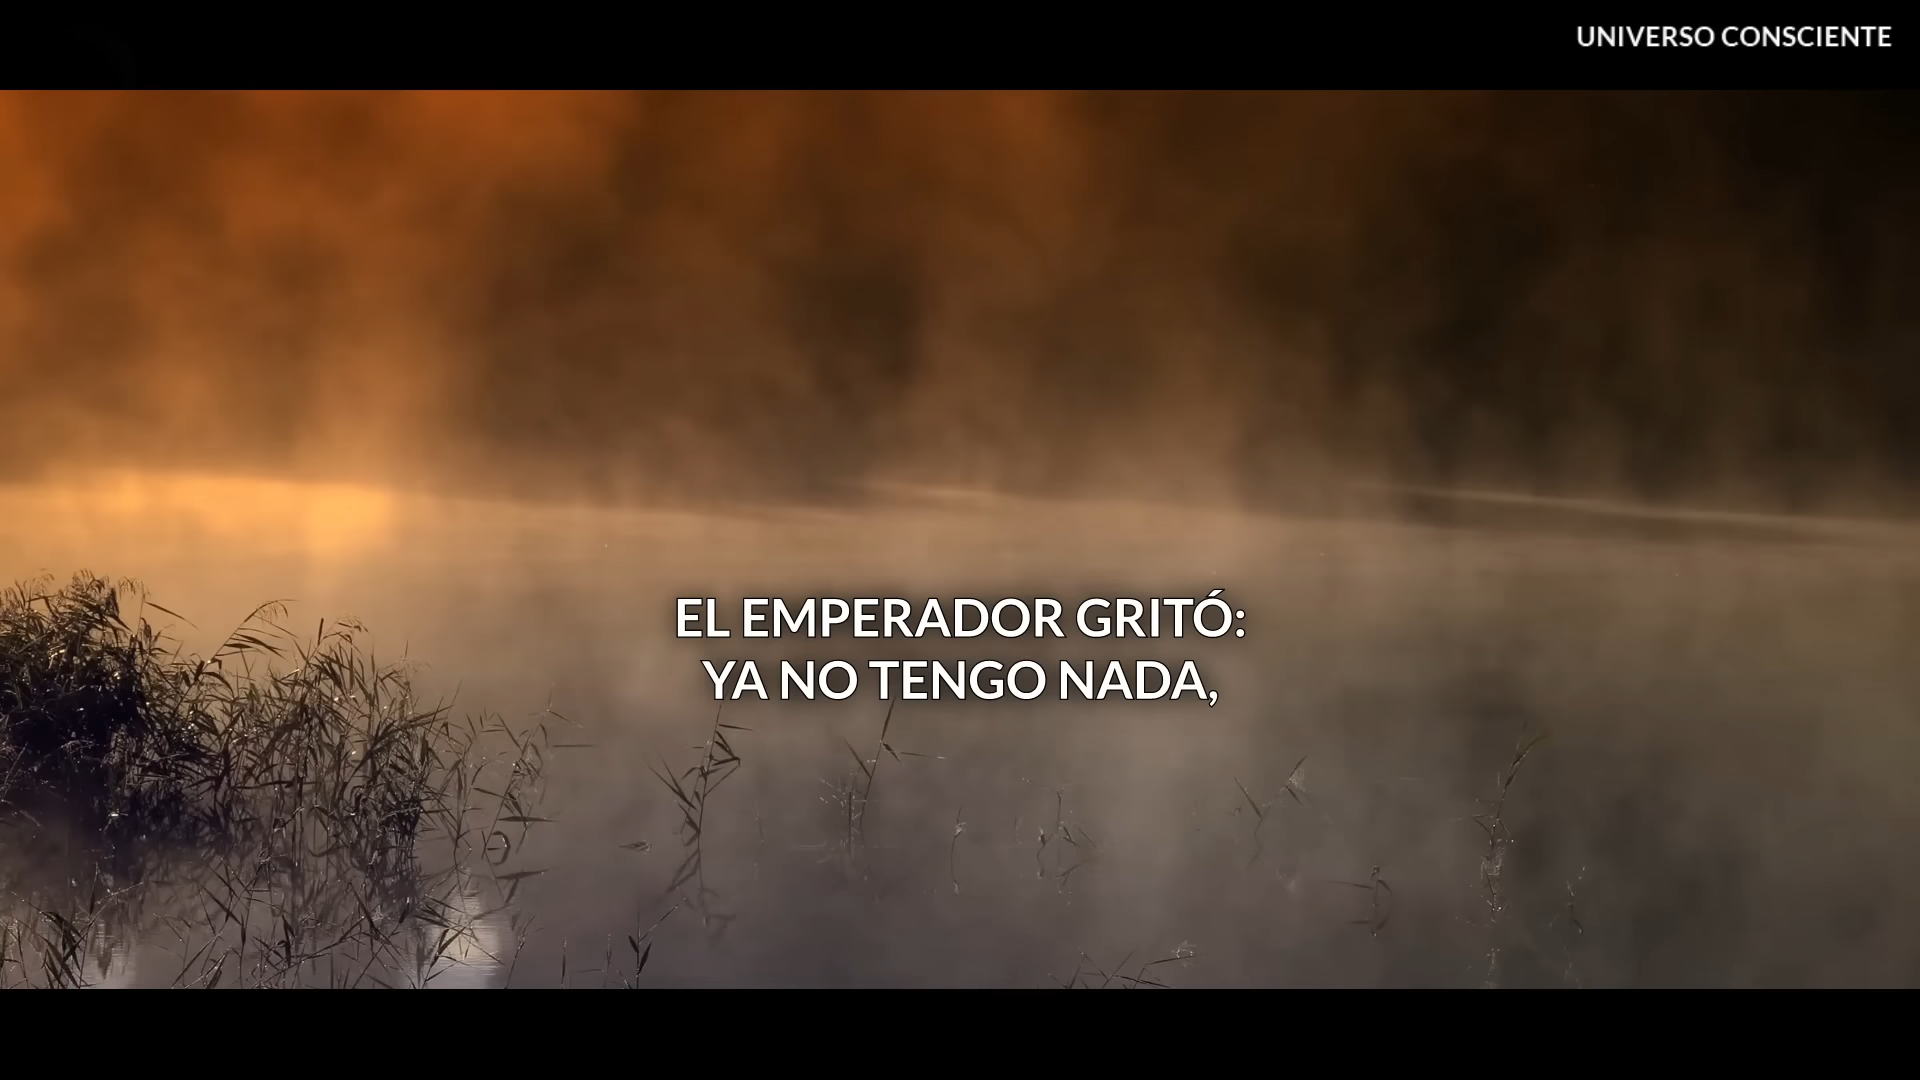 UNIVERSO CONSCIENTE
EL EMPERADOR GRITÓ:
YA NO TENGO NADA,